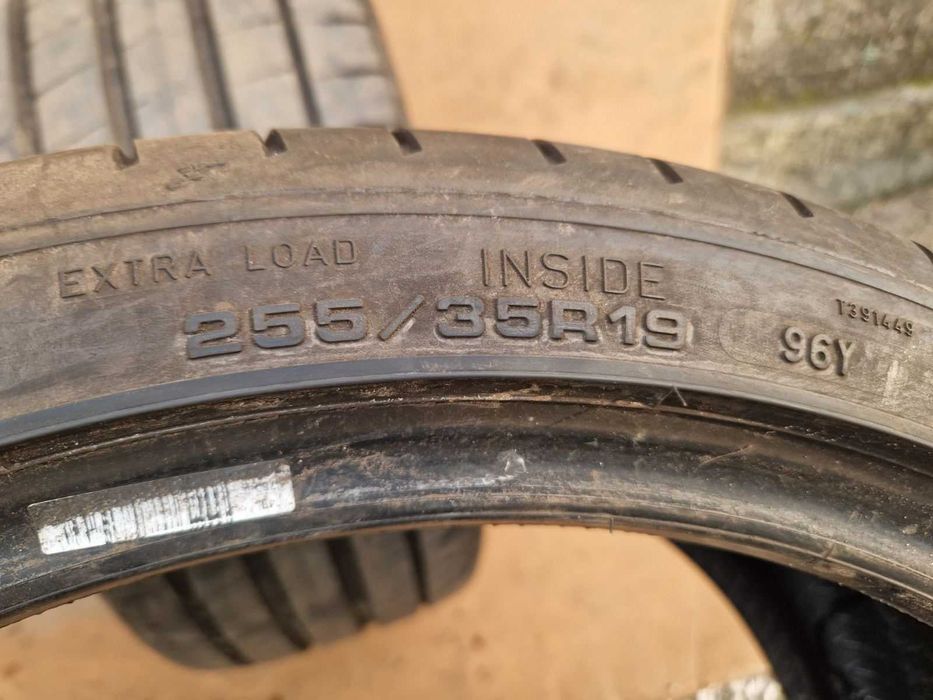 EXTRA LOAD INSIDE
255/35R19 96Y
T391449